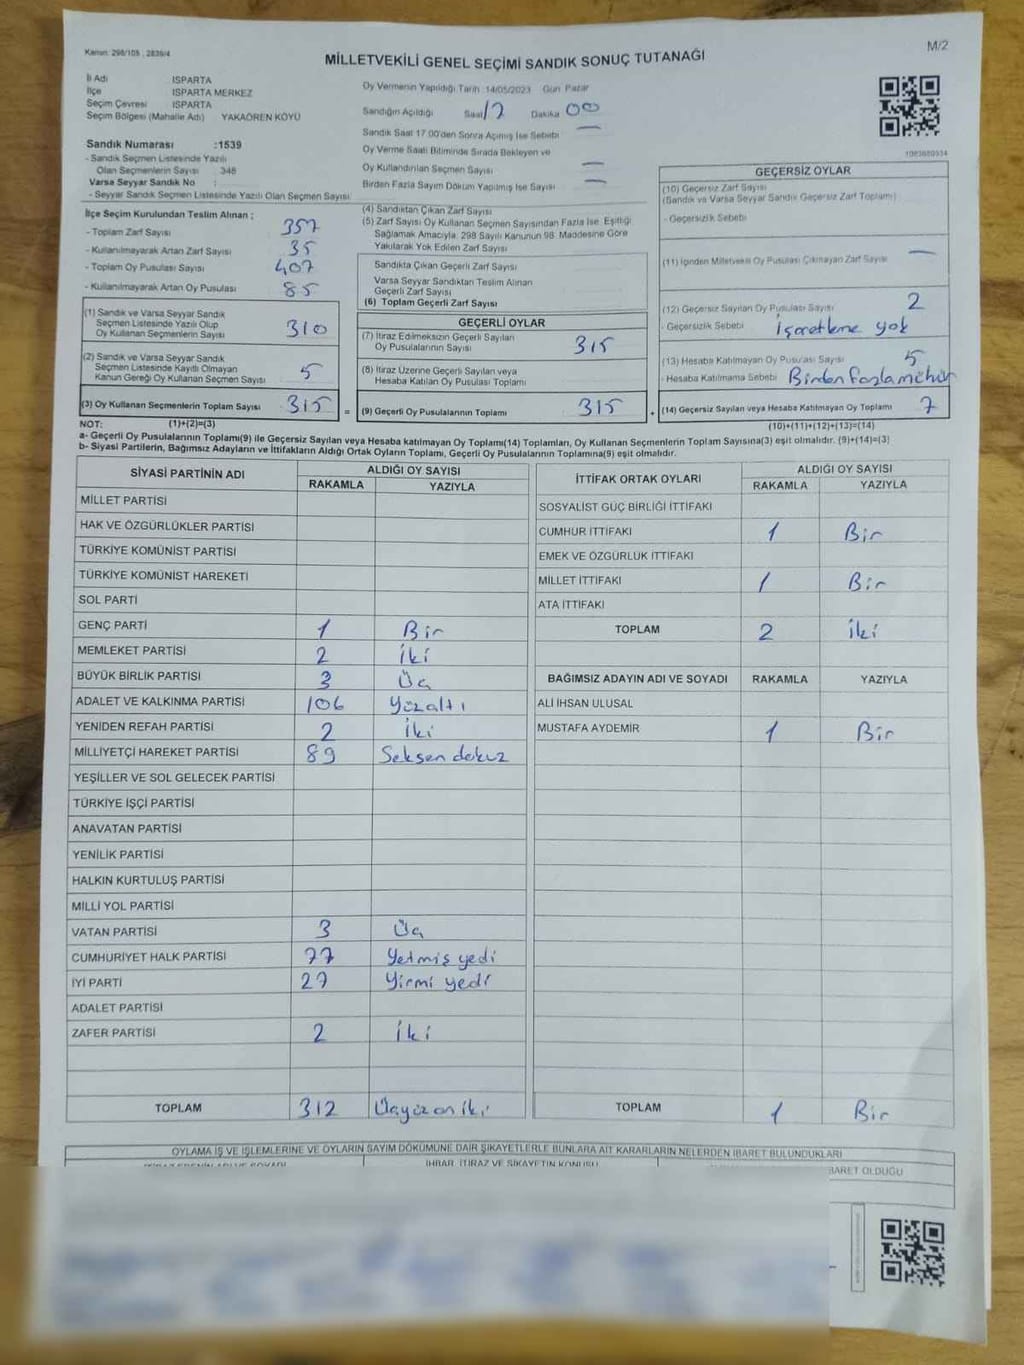 Kanun: 298/105, 2839/4
M/2
MİLLETVEKİLİ GENEL SEÇİMİ SANDIK SONUÇ TUTANAĞI
İl Adı ISPARTA
İlçe ISPARTA MERKEZ
Seçim Çevresi ISPARTA
Seçim Bölgesi (Mahalle Adı) YAKAÖREN KÖYÜ
Sandık Numarası :1539
- Sandık Seçmen Listesinde Yazılı
Olan Seçmenlerin Sayısı 348
Varsa Seyyar Sandık No :
- Seyyar Sandık Seçmen Listesinde Yazılı Olan Seçmen Sayısı
Oy Vermenin Yapıldığı Tarih 14/05/2023 Gün Pazar
Sandığın Açıldığı Saat 17 Dakika 00
Sandık Saat 17.00'den Sonra Açılmış İse Sebebi —
Oy Verme Saati Bitiminde Sırada Bekleyen ve
Oy Kullandırılan Seçmen Sayısı —
Birden Fazla Sayım Döküm Yapılmış İse Sayısı —
İlçe Seçim Kurulundan Teslim Alınan ;
- Toplam Zarf Sayısı 357
- Kullanılmayarak Artan Zarf Sayısı 35
- Toplam Oy Pusulası Sayısı 407
- Kullanılmayarak Artan Oy Pusulası 85
(4) Sandıktan Çıkan Zarf Sayısı
(5) Zarf Sayısı Oy Kullanan Seçmen Sayısından Fazla İse, Eşitliği
Sağlamak Amacıyla, 298 Sayılı Kanunun 98. Maddesine Göre
Yakılarak Yok Edilen Zarf Sayısı
Sandıkta Çıkan Geçerli Zarf Sayısı
Varsa Seyyar Sandıktan Teslim Alınan
Geçerli Zarf Sayısı
(6) Toplam Geçerli Zarf Sayısı
GEÇERSİZ OYLAR
(10) Geçersiz Zarf Sayısı
(Sandık ve Varsa Seyyar Sandık Geçersiz Zarf Toplamı)
- Geçersizlik Sebebi
(11) İçinden Milletvekili Oy Pusulası Çıkmayan Zarf Sayısı —
(12) Geçersiz Sayılan Oy Pusulası Sayısı 2
- Geçersizlik Sebebi İşaretleme yok
(13) Hesaba Katılmayan Oy Pusulası Sayısı 5
- Hesaba Katılmama Sebebi Birden fazla mühür
(14) Geçersiz Sayılan veya Hesaba Katılmayan Oy Toplamı 7
(10)+(11)+(12)+(13)=(14)
(1) Sandık ve Varsa Seyyar Sandık
Seçmen Listesinde Yazılı Olup
Oy Kullanan Seçmenlerin Sayısı 310
(2) Sandık ve Varsa Seyyar Sandık
Seçmen Listesinde Kayıtlı Olmayan
Kanun Gereği Oy Kullanan Seçmen Sayısı 5
(3) Oy Kullanan Seçmenlerin Toplam Sayısı 315 =
GEÇERLİ OYLAR
(7) İtiraz Edilmeksizin Geçerli Sayılan
Oy Pusulalarının Sayısı 315
(8) İtiraz Üzerine Geçerli Sayılan veya
Hesaba Katılan Oy Pusulası Toplamı
(9) Geçerli Oy Pusulalarının Toplamı 315 +
NOT: (1)+(2)=(3)
a- Geçerli Oy Pusulalarının Toplamı(9) ile Geçersiz Sayılan veya Hesaba katılmayan Oy Toplamı(14) Toplamları, Oy Kullanan Seçmenlerin Toplam Sayısına(3) eşit olmalıdır. (9)+(14)=(3)
b- Siyasi Partilerin, Bağımsız Adayların ve İttifakların Aldığı Ortak Oyların Toplamı, Geçerli Oy Pusulalarının Toplamına(9) eşit olmalıdır.
SİYASİ PARTİNİN ADI ALDIĞI OY SAYISI
RAKAMLA YAZIYLA
MİLLET PARTİSİ
HAK VE ÖZGÜRLÜKLER PARTİSİ
TÜRKİYE KOMÜNİST PARTİSİ
TÜRKİYE KOMÜNİST HAREKETİ
SOL PARTİ
GENÇ PARTİ 1 Bir
MEMLEKET PARTİSİ 2 İki
BÜYÜK BİRLİK PARTİSİ 3 Üç
ADALET VE KALKINMA PARTİSİ 106 Yüzaltı
YENİDEN REFAH PARTİSİ 2 İki
MİLLİYETÇİ HAREKET PARTİSİ 89 Seksen dokuz
YEŞİLLER VE SOL GELECEK PARTİSİ
TÜRKİYE İŞÇİ PARTİSİ
ANAVATAN PARTİSİ
YENİLİK PARTİSİ
HALKIN KURTULUŞ PARTİSİ
MİLLİ YOL PARTİSİ
VATAN PARTİSİ 3 Üç
CUMHURİYET HALK PARTİSİ 77 Yetmiş yedi
İYİ PARTİ 27 Yirmi yedi
ADALET PARTİSİ
ZAFER PARTİSİ 2 İki
TOPLAM 312 Üçyüz on iki
İTTİFAK ORTAK OYLARI ALDIĞI OY SAYISI
RAKAMLA YAZIYLA
SOSYALİST GÜÇ BİRLİĞİ İTTİFAKI
CUMHUR İTTİFAKI 1 Bir
EMEK VE ÖZGÜRLÜK İTTİFAKI
MİLLET İTTİFAKI 1 Bir
ATA İTTİFAKI
TOPLAM 2 İki
BAĞIMSIZ ADAYIN ADI VE SOYADI RAKAMLA YAZIYLA
ALİ İHSAN ULUSAL
MUSTAFA AYDEMİR 1 Bir
TOPLAM 1 Bir
OYLAMA İŞ VE İŞLEMLERİNE VE OYLARIN SAYIM DÖKÜMÜNE DAİR ŞİKAYETLERLE BUNLARA AİT KARARLARIN NELERDEN İBARET BULUNDUKLARI
İHBAR, İTİRAZ VE ŞİKAYETİN KONUSU
BARET OLDUĞU